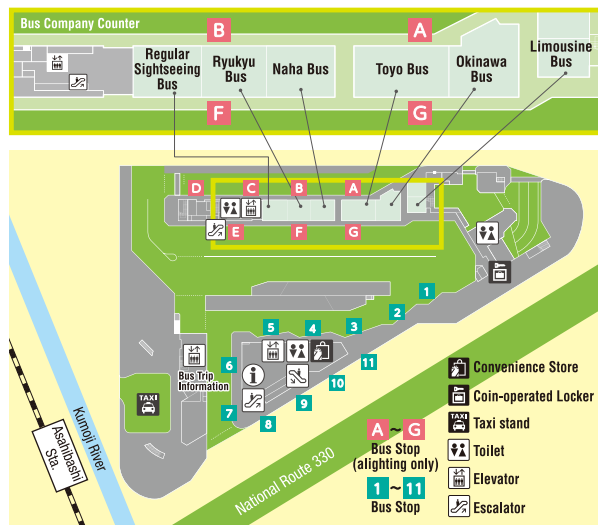 Bus Company Counter
B
A
Regular
Sightseeing
Bus
Ryukyu
Bus
Naha Bus
Toyo Bus
Okinawa
Bus
Limousine
Bus
F
G
D
C
B
A
E
F
G
1
2
3
4
5
6
7
8
9
10
11
i
Bus Trip
Information
TAXI
Kumoji River
Asahibashi
Sta.
National Route 330
A ~ G
Bus Stop
(alighting only)
1 ~ 11
Bus Stop
Convenience Store
Coin-operated Locker
TAXI
Taxi stand
Toilet
Elevator
Escalator